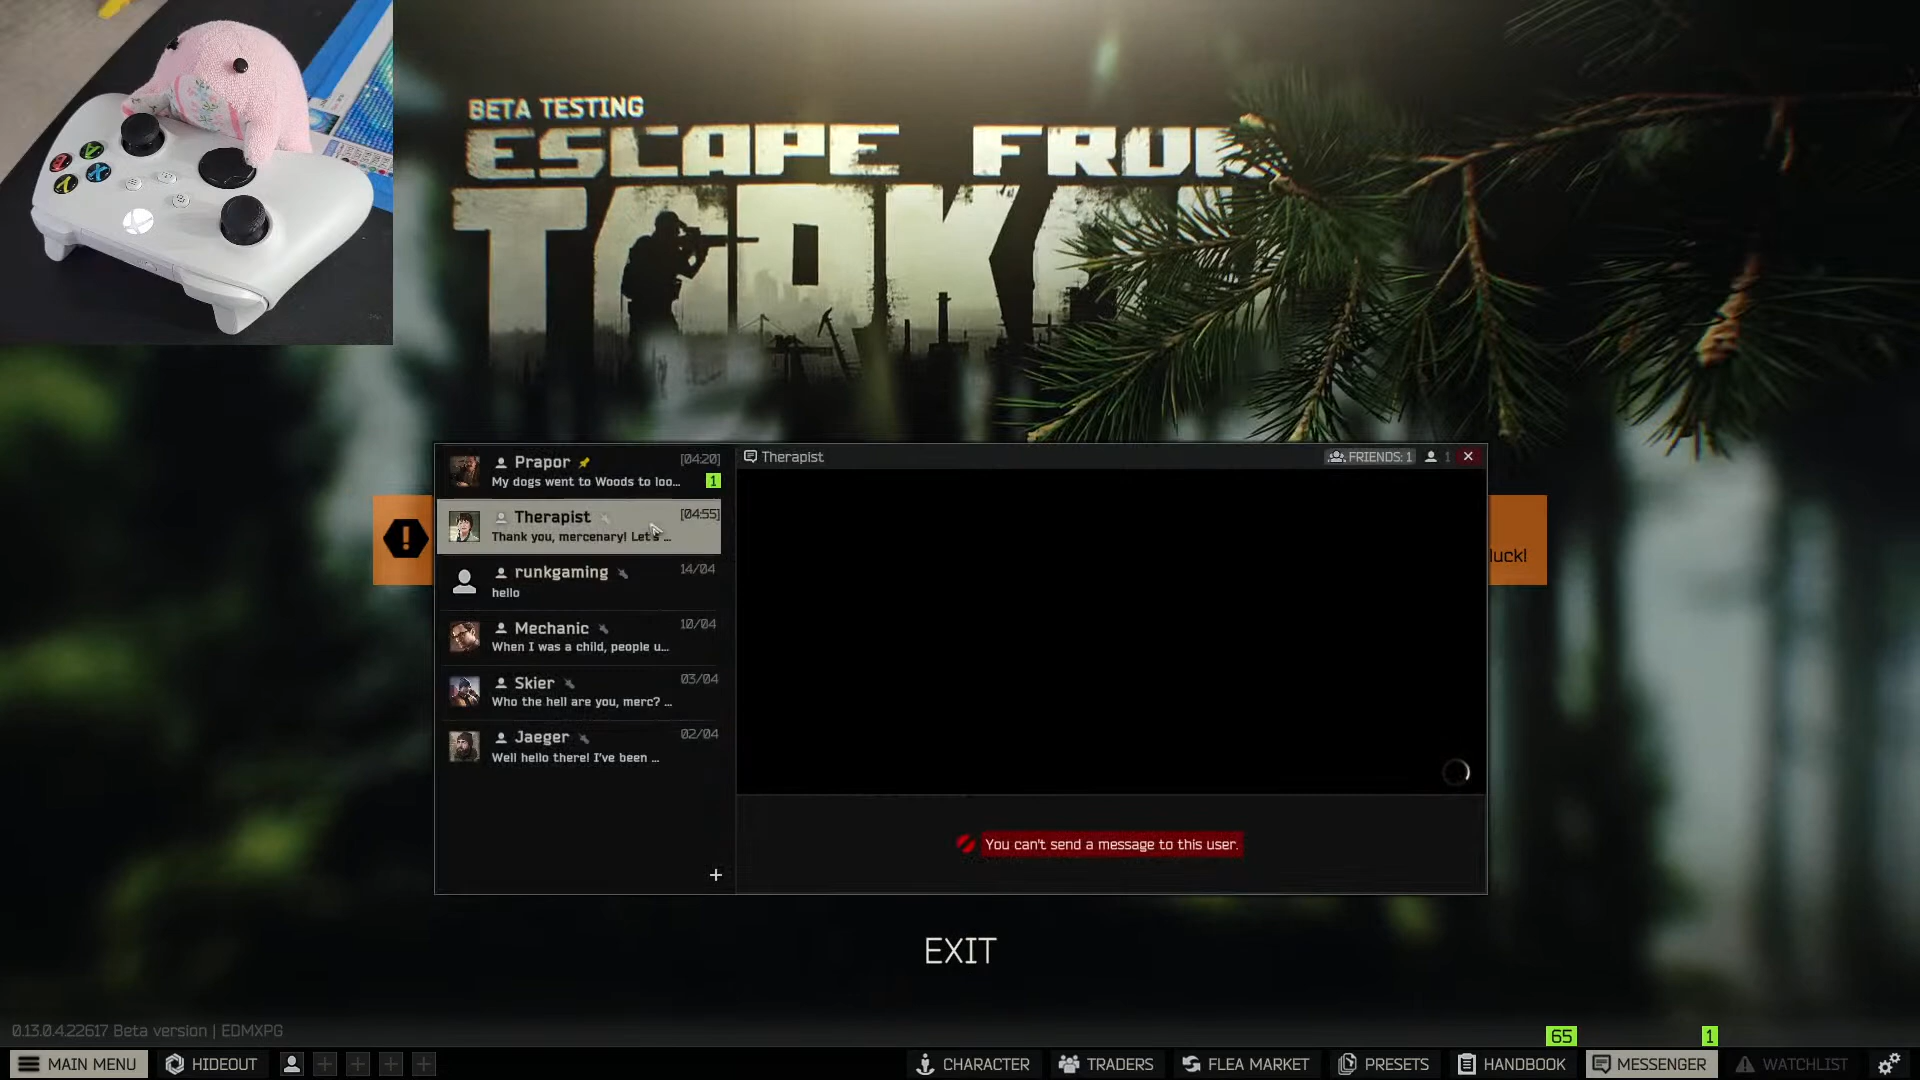 BETA TESTING
ESCAPE FROM
TARKOV
Prapor [04:20]
My dogs went to Woods to loo... 1
Therapist [04:55]
Thank you, mercenary! Let's ...
runkgaming 14/04
hello
Mechanic 10/04
When I was a child, people u...
Skier 03/04
Who the hell are you, merc? ...
Jaeger 02/04
Well hello there! I've been ...
+
Therapist FRIENDS: 1 1
luck!
You can't send a message to this user.
EXIT
0.13.0.4.22617 Beta version | EDMXPG
65 1
MAIN MENU HIDEOUT CHARACTER TRADERS FLEA MARKET PRESETS HANDBOOK MESSENGER WATCHLIST